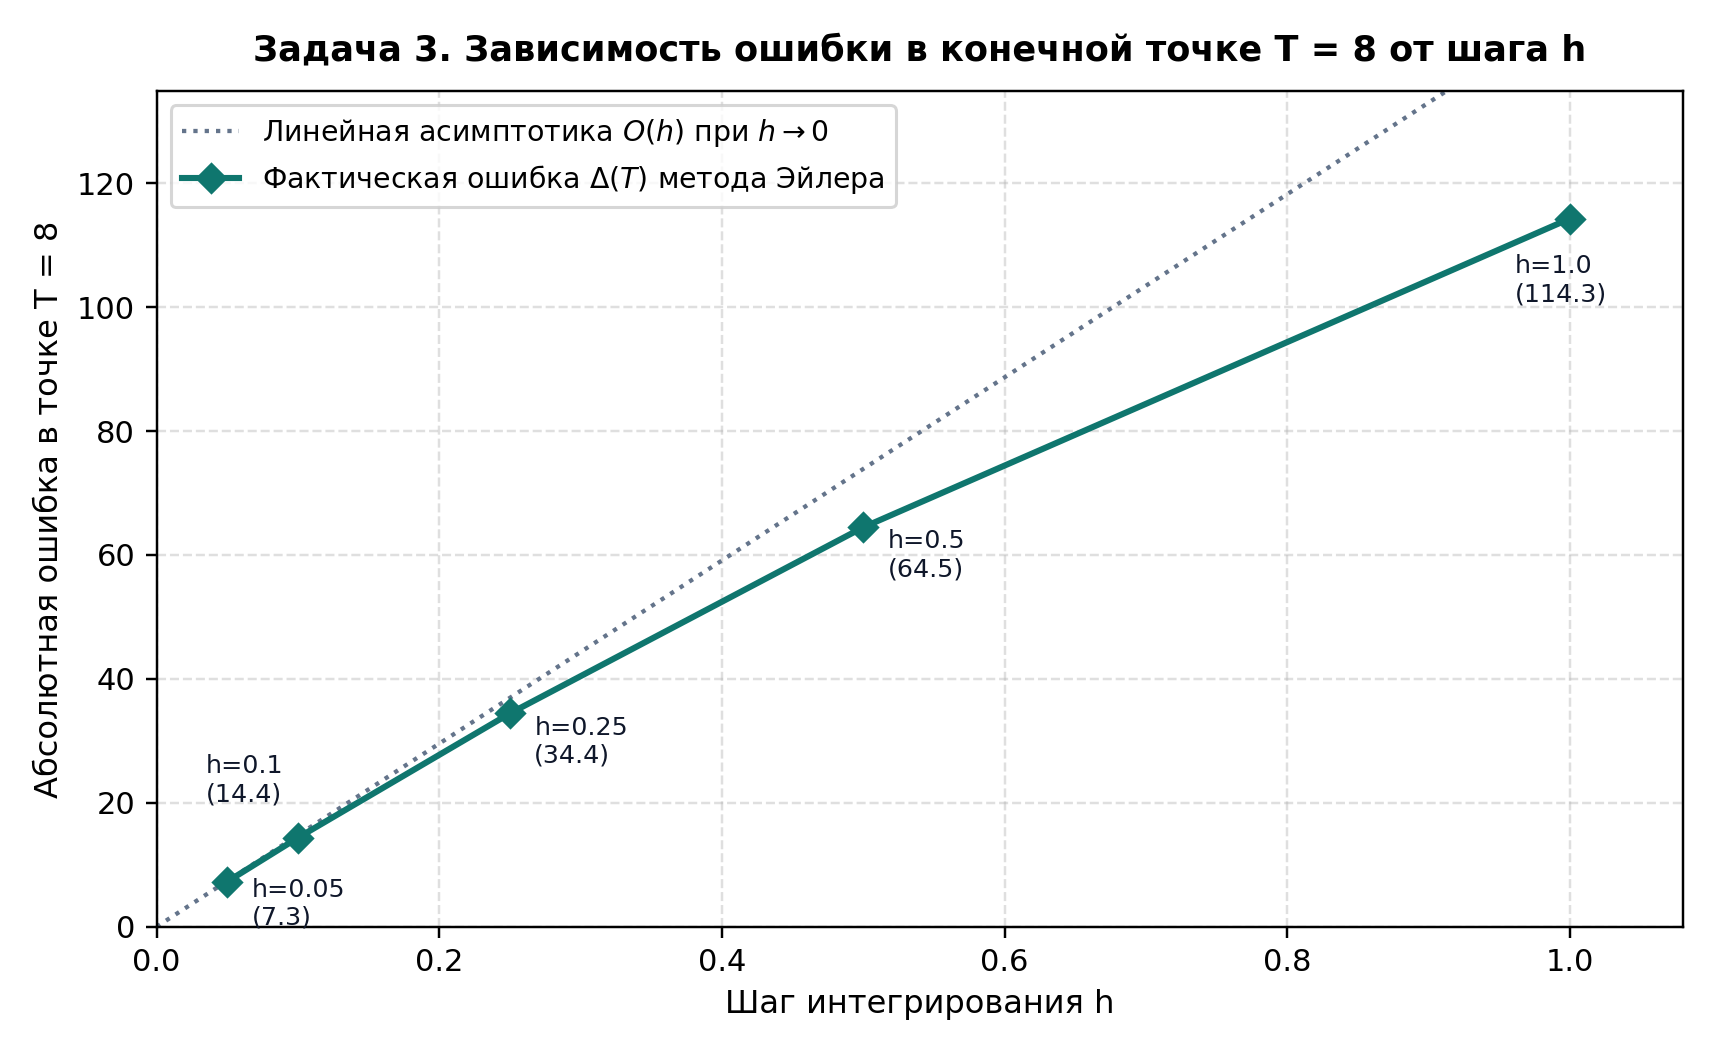 Задача 3. Зависимость ошибки в конечной точке T = 8 от шага h
Линейная асимптотика O(h) при h → 0
Фактическая ошибка Δ(T) метода Эйлера
Абсолютная ошибка в точке T = 8
120
100
80
60
40
20
0
h=1.0
(114.3)
h=0.5
(64.5)
h=0.25
(34.4)
h=0.1
(14.4)
h=0.05
(7.3)
0.0
0.2
0.4
0.6
0.8
1.0
Шаг интегрирования h